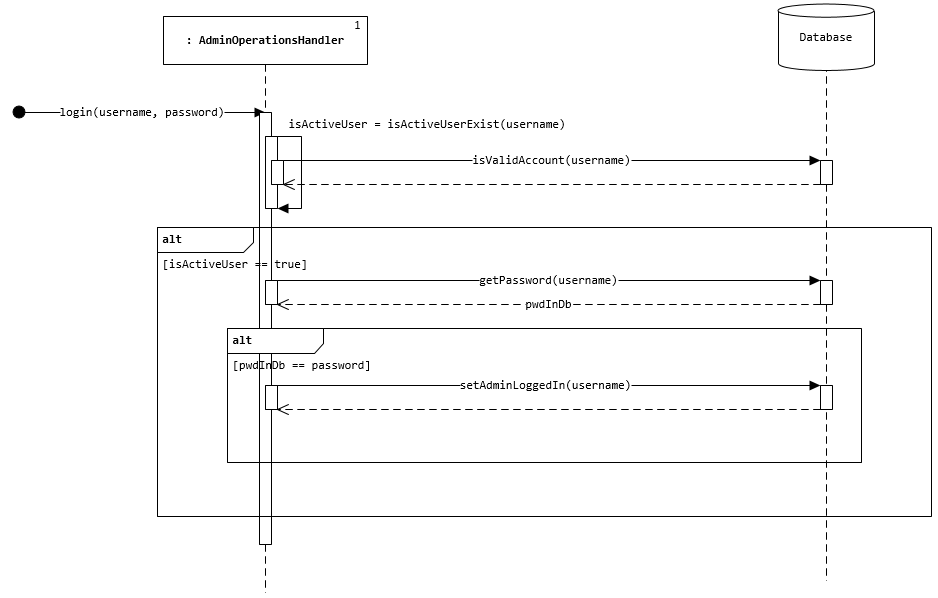 1
: AdminOperationsHandler
Database
login(username, password)
isActiveUser = isActiveUserExist(username)
isValidAccount(username)
alt
[isActiveUser == true]
getPassword(username)
pwdInDb
alt
[pwdInDb == password]
setAdminLoggedIn(username)